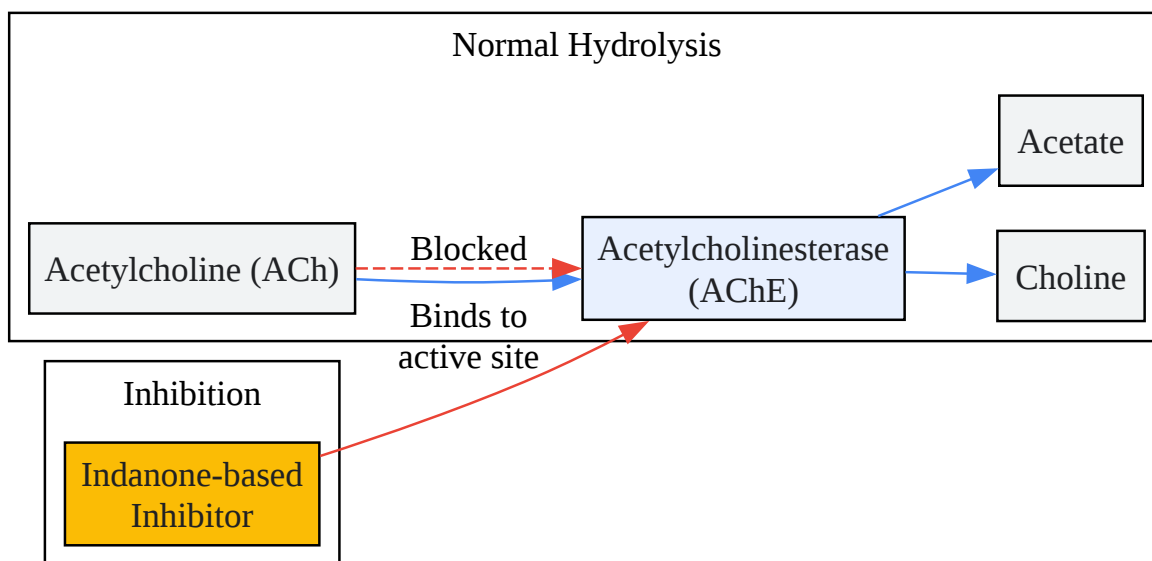 Normal Hydrolysis
Acetate
Acetylcholine (ACh)
Blocked
Acetylcholinesterase
(AChE)
Choline
Binds to
active site
Inhibition
Indanone-based
Inhibitor